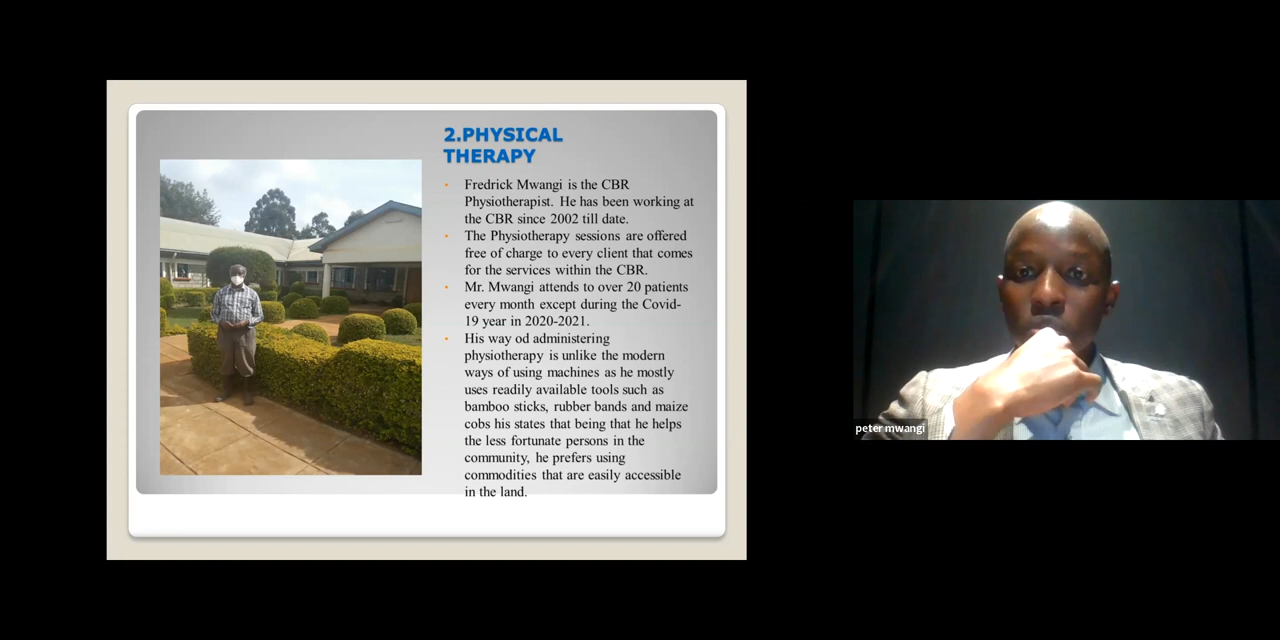 2.PHYSICAL
THERAPY
Fredrick Mwangi is the CBR
Physiotherapist. He has been working at
the CBR since 2002 till date.
The Physiotherapy sessions are offered
free of charge to every client that comes
for the services within the CBR.
Mr. Mwangi attends to over 20 patients
every month except during the Covid-
19 year in 2020-2021.
His way od administering
physiotherapy is unlike the modern
ways of using machines as he mostly
uses readily available tools such as
bamboo sticks, rubber bands and maize
cobs his states that being that he helps
the less fortunate persons in the
community, he prefers using
commodities that are easily accessible
in the land.
peter mwangi